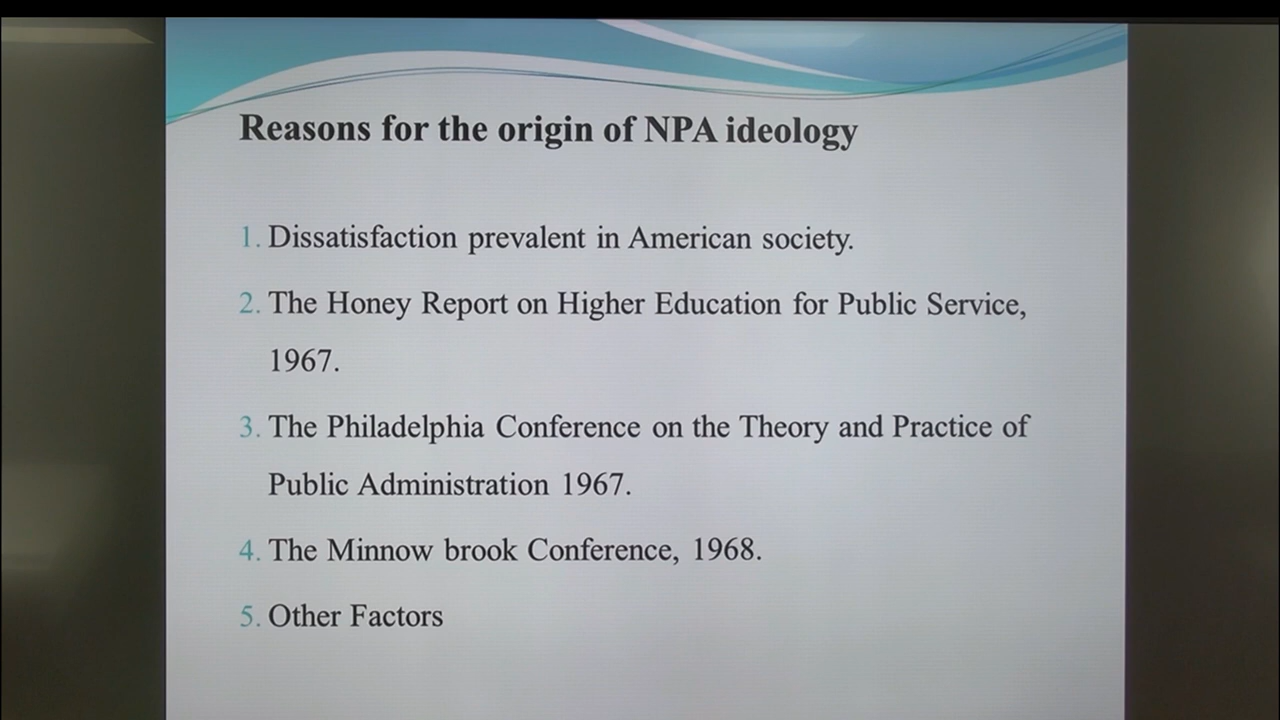 Reasons for the origin of NPA ideology
1. Dissatisfaction prevalent in American society.
2. The Honey Report on Higher Education for Public Service,
1967.
3. The Philadelphia Conference on the Theory and Practice of
Public Administration 1967.
4. The Minnow brook Conference, 1968.
5. Other Factors